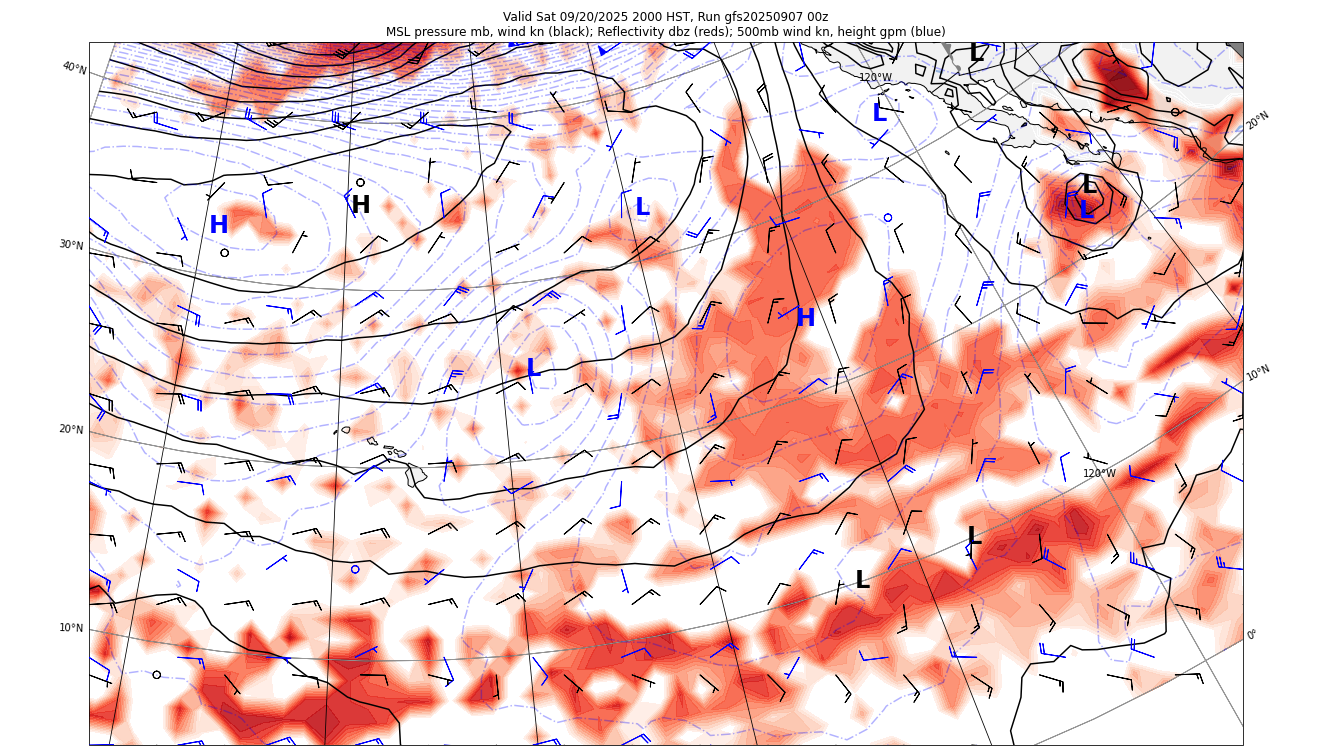 Valid Sat 09/20/2025 2000 HST, Run gfs20250907 00z
MSL pressure mb, wind kn (black); Reflectivity dbz (reds); 500mb wind kn, height gpm (blue)
L
40°N
120°W
L
20°N
H
H
L
L
L
30°N
H
L
10°N
20°N
120°W
L
L
10°N
0°